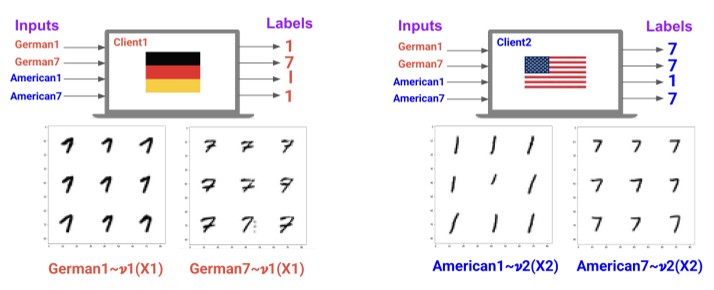 Inputs
Labels
German1
German7
American1
American7
Client1
1
7
I
1
German1~ν1(X1)
German7~ν1(X1)
Inputs
Labels
German1
German7
American1
American7
Client2
7
7
1
7
American1~ν2(X2)
American7~ν2(X2)